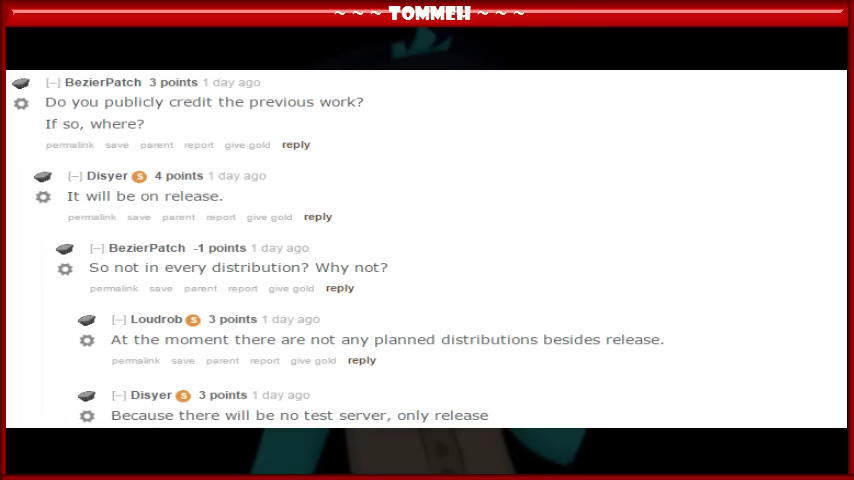 ~ ~ ~ TOMMEH ~ ~ ~
[–] BezierPatch 3 points 1 day ago
Do you publicly credit the previous work?
If so, where?
permalink save parent report give gold reply
[–] Disyer S 4 points 1 day ago
It will be on release.
permalink save parent report give gold reply
[–] BezierPatch -1 points 1 day ago
So not in every distribution? Why not?
permalink save parent report give gold reply
[–] Loudrob S 3 points 1 day ago
At the moment there are not any planned distributions besides release.
permalink save parent report give gold reply
[–] Disyer S 3 points 1 day ago
Because there will be no test server, only release